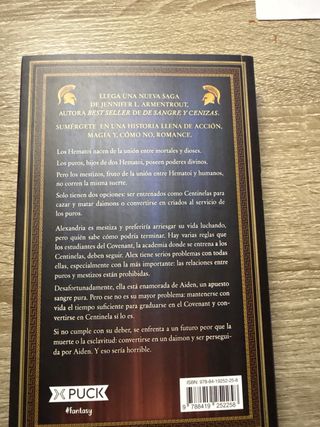 LLEGA UNA NUEVA SAGA
DE JENNIFER L. ARMENTROUT,
AUTORA BEST SELLER DE DE SANGRE Y CENIZAS.
SUMÉRGETE EN UNA HISTORIA LLENA DE ACCIÓN,
MAGIA Y, CÓMO NO, ROMANCE.
Los Hematoi nacen de la unión entre mortales y dioses.
Los puros, hijos de dos Hematoi, poseen poderes divinos.
Pero los mestizos, fruto de la unión entre Hematoi y humanos,
no corren la misma suerte.
Solo tienen dos opciones: ser entrenados como Centinelas para
cazar y matar daimons o convertirse en criados al servicio de
los puros.
Alexandria es mestiza y preferiría arriesgar su vida luchando,
pero quién sabe cómo podría terminar. Hay varias reglas que
los estudiantes del Covenant, la academia donde se entrena a los
Centinelas, deben seguir. Alex tiene serios problemas con todas
ellas, especialmente con la más importante: las relaciones entre
puros y mestizos están prohibidas.
Desafortunadamente, ella está enamorada de Aiden, un apuesto
sangre pura. Pero ese no es su mayor problema: mantenerse con
vida el tiempo suficiente para graduarse en el Covenant y con-
vertirse en Centinela sí lo es.
Si no cumple con su deber, se enfrenta a un futuro peor que la
muerte o la esclavitud: convertirse en un daimon y ser persegui-
da por Aiden. Y eso sería horrible.
PUCK
#fantasy
ISBN: 978-84-19252-25-8
9 788419 252258